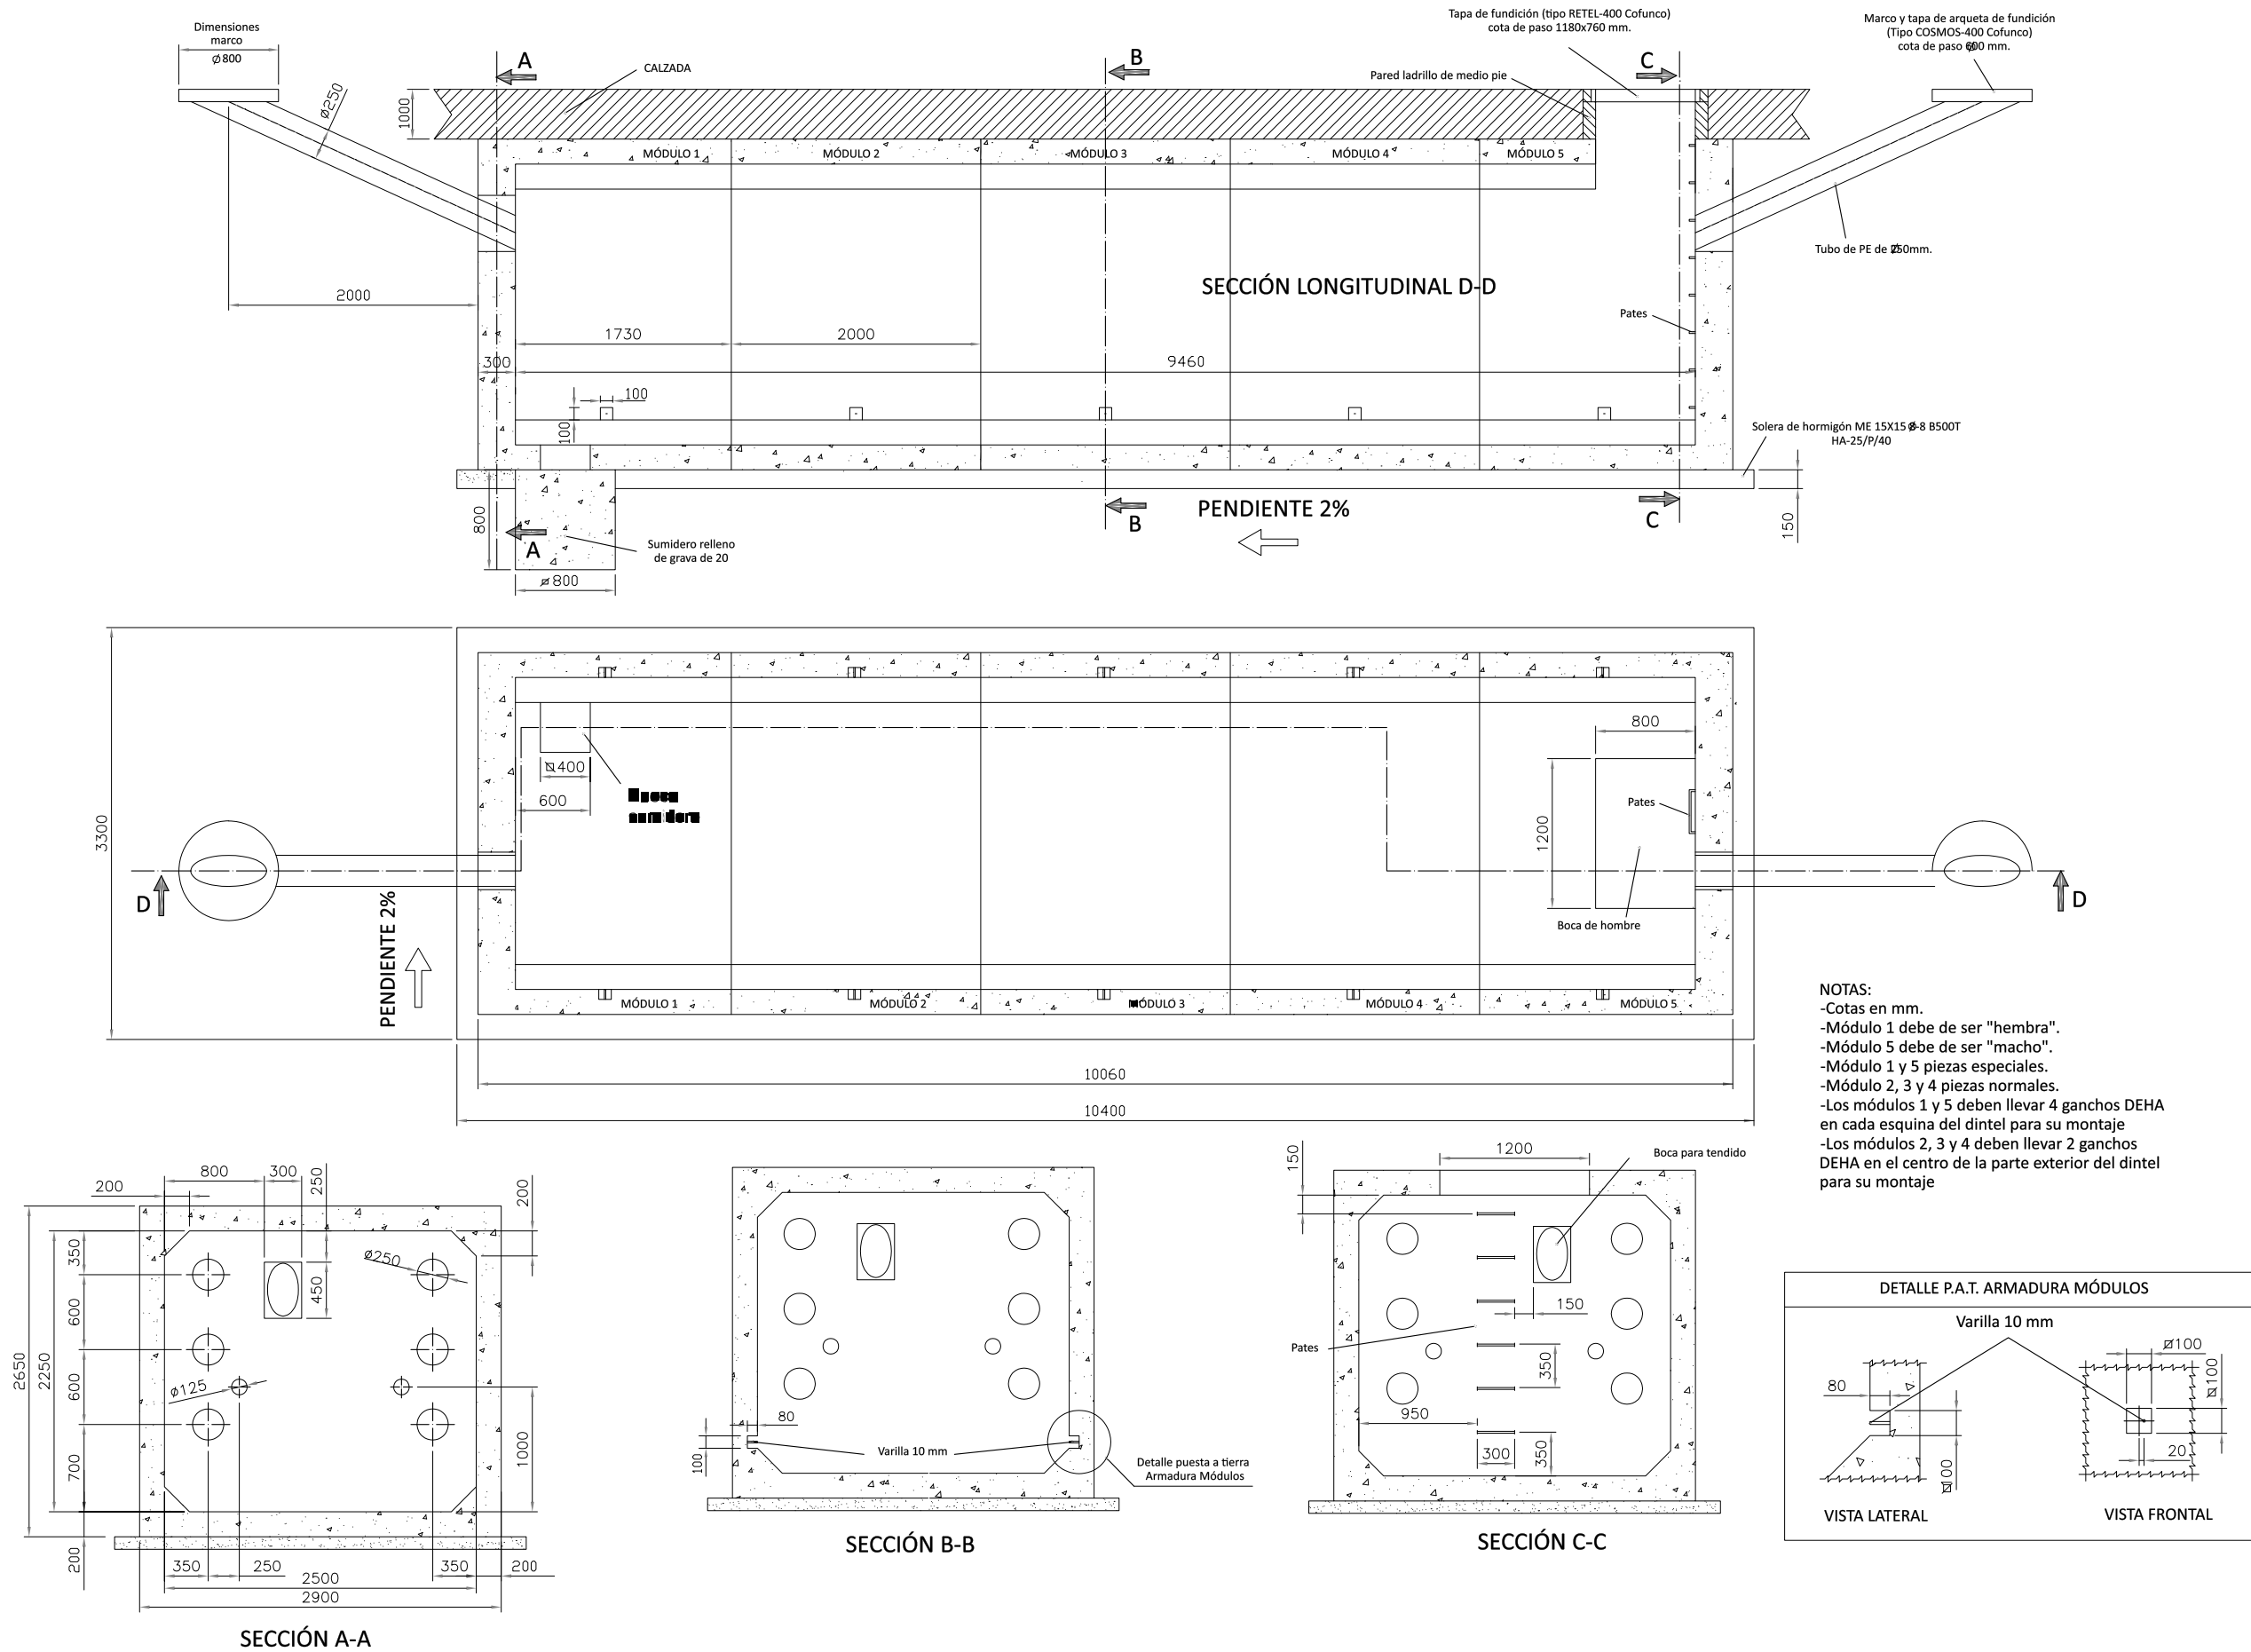 Dimensiones
marco
Ø800
Ø250
A
CALZADA
1000
B
Tapa de fundición (tipo RETEL-400 Cofunco)
cota de paso 1180x760 mm.
Pared ladrillo de medio pie
C
Marco y tapa de arqueta de fundición
(Tipo COSMOS-400 Cofunco)
cota de paso 600 mm.
MÓDULO 1
MÓDULO 2
MÓDULO 3
MÓDULO 4
MÓDULO 5
Tubo de PE de Ø250mm.
2000
SECCIÓN LONGITUDINAL D-D
Pates
1730
2000
300
9460
100
100
Solera de hormigón ME 15X15 Ø-8 B500T
HA-25/P/40
800
A
B
PENDIENTE 2%
C
150
Sumidero relleno
de grava de 20
800
3300
400
600
800
1200
Pates
Boca de hombre
D
D
PENDIENTE 2%
MÓDULO 1
MÓDULO 2
MÓDULO 3
MÓDULO 4
MÓDULO 5
10060
10400
NOTAS:
-Cotas en mm.
-Módulo 1 debe de ser "hembra".
-Módulo 5 debe de ser "macho".
-Módulo 1 y 5 piezas especiales.
-Módulo 2, 3 y 4 piezas normales.
-Los módulos 1 y 5 deben llevar 4 ganchos DEHA
en cada esquina del dintel para su montaje
-Los módulos 2, 3 y 4 deben llevar 2 ganchos
DEHA en el centro de la parte exterior del dintel
para su montaje
200
800
300
250
200
350
600
600
700
200
2650
2250
Ø250
450
Ø125
1000
350
250
350
200
2500
2900
SECCIÓN A-A
80
100
Varilla 10 mm
Detalle puesta a tierra
Armadura Módulos
SECCIÓN B-B
150
1200
Boca para tendido
150
Pates
350
950
300
350
SECCIÓN C-C
DETALLE P.A.T. ARMADURA MÓDULOS
Varilla 10 mm
80
100
100
100
20
VISTA LATERAL
VISTA FRONTAL